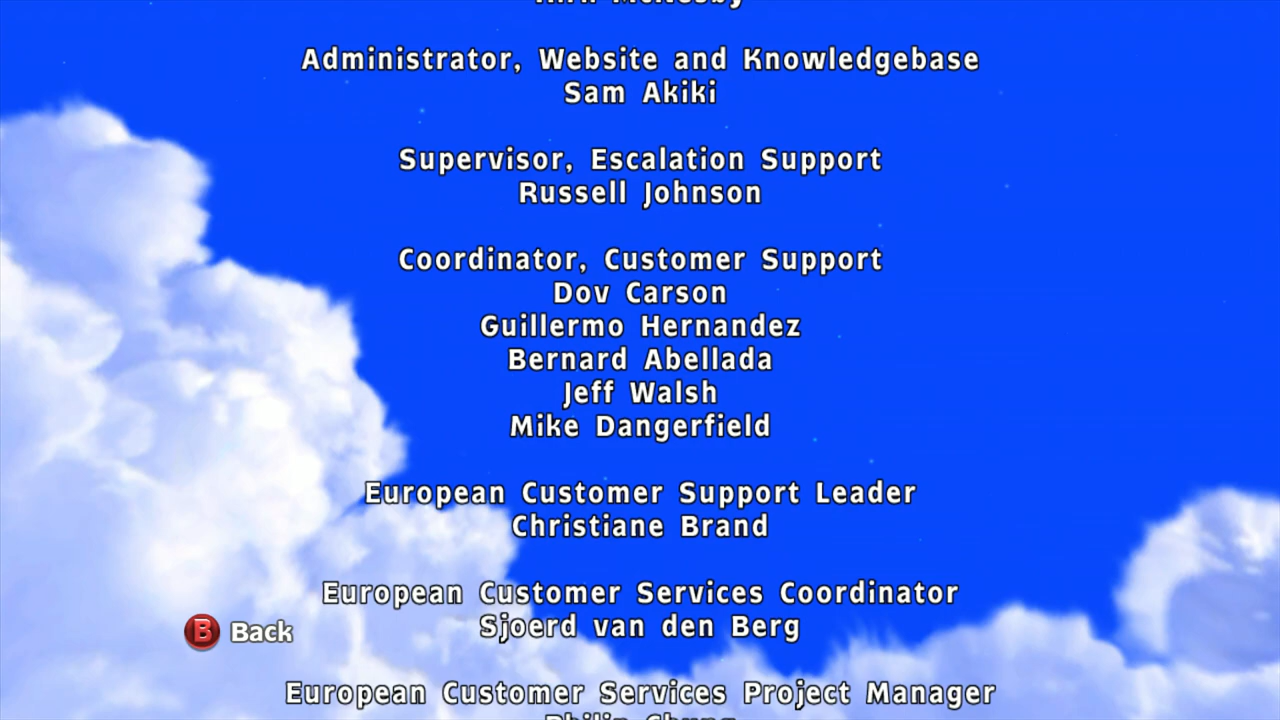 Administrator, Website and Knowledgebase
Sam Akiki
Supervisor, Escalation Support
Russell Johnson
Coordinator, Customer Support
Dov Carson
Guillermo Hernandez
Bernard Abellada
Jeff Walsh
Mike Dangerfield
European Customer Support Leader
Christiane Brand
European Customer Services Coordinator
Sjoerd van den Berg
B Back
European Customer Services Project Manager